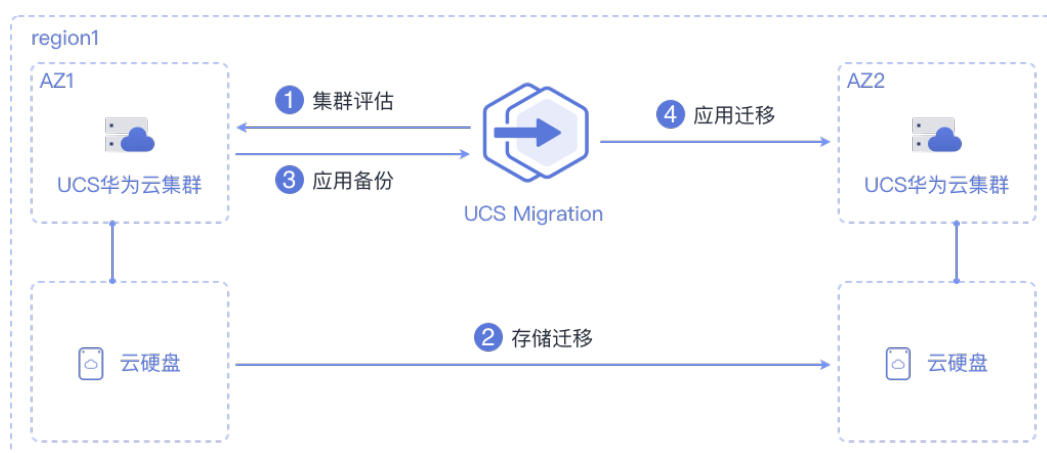 region1
AZ1
AZ2
1 集群评估
4 应用迁移
UCS华为云集群
3 应用备份
UCS华为云集群
UCS Migration
2 存储迁移
云硬盘
云硬盘